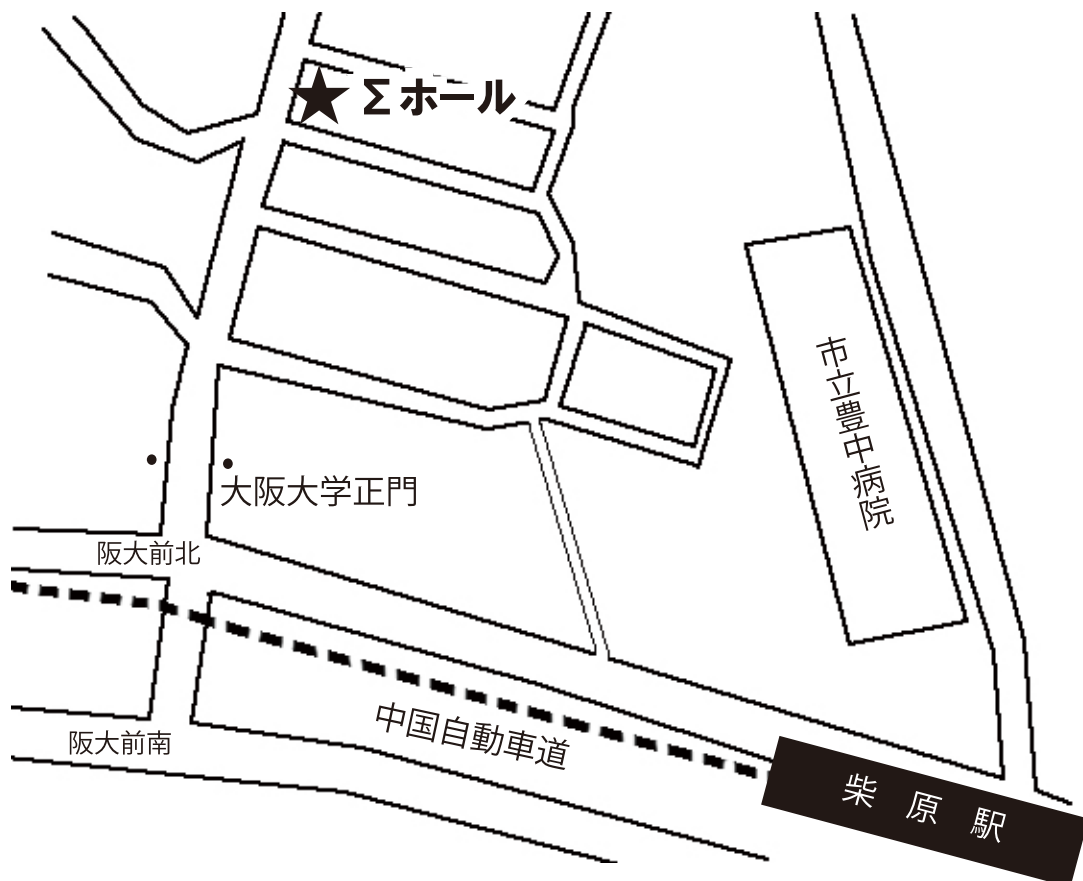 Σホール
市立豊中病院
大阪大学正門
阪大前北
中国自動車道
阪大前南
柴原駅